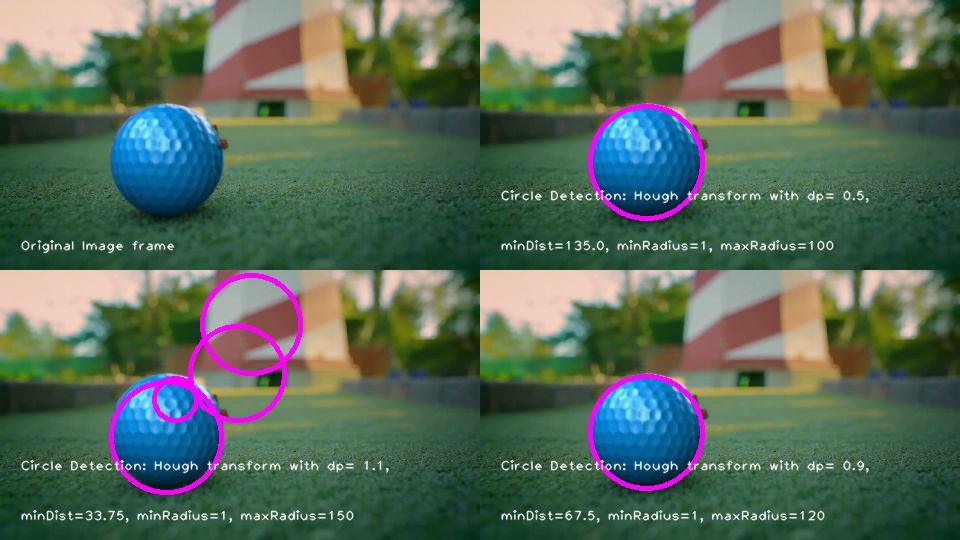 Original Image frame
Circle Detection: Hough transform with dp= 0.5,
minDist=135.0, minRadius=1, maxRadius=100
Circle Detection: Hough transform with dp= 1.1,
minDist=33.75, minRadius=1, maxRadius=150
Circle Detection: Hough transform with dp= 0.9,
minDist=67.5, minRadius=1, maxRadius=120